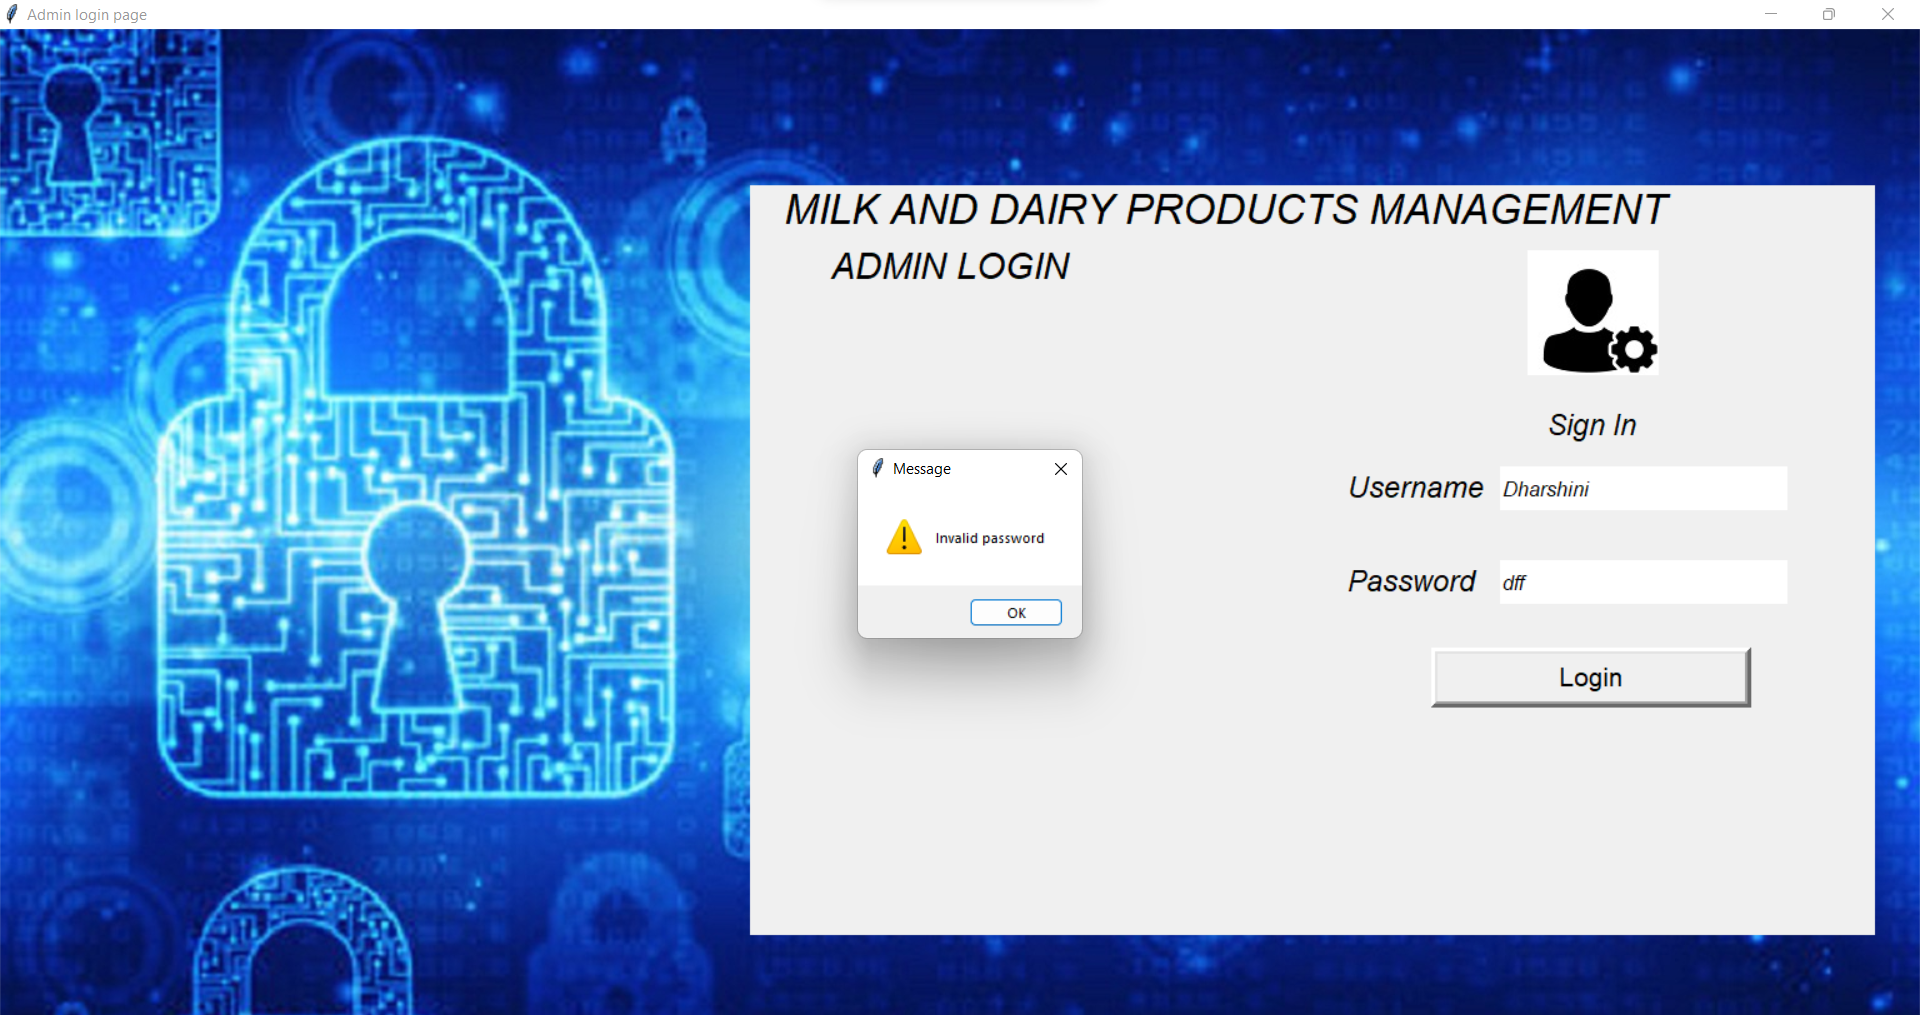 Admin login page
MILK AND DAIRY PRODUCTS MANAGEMENT
ADMIN LOGIN
Sign In
Message
Invalid password
OK
Username Dharshini
Password dff
Login